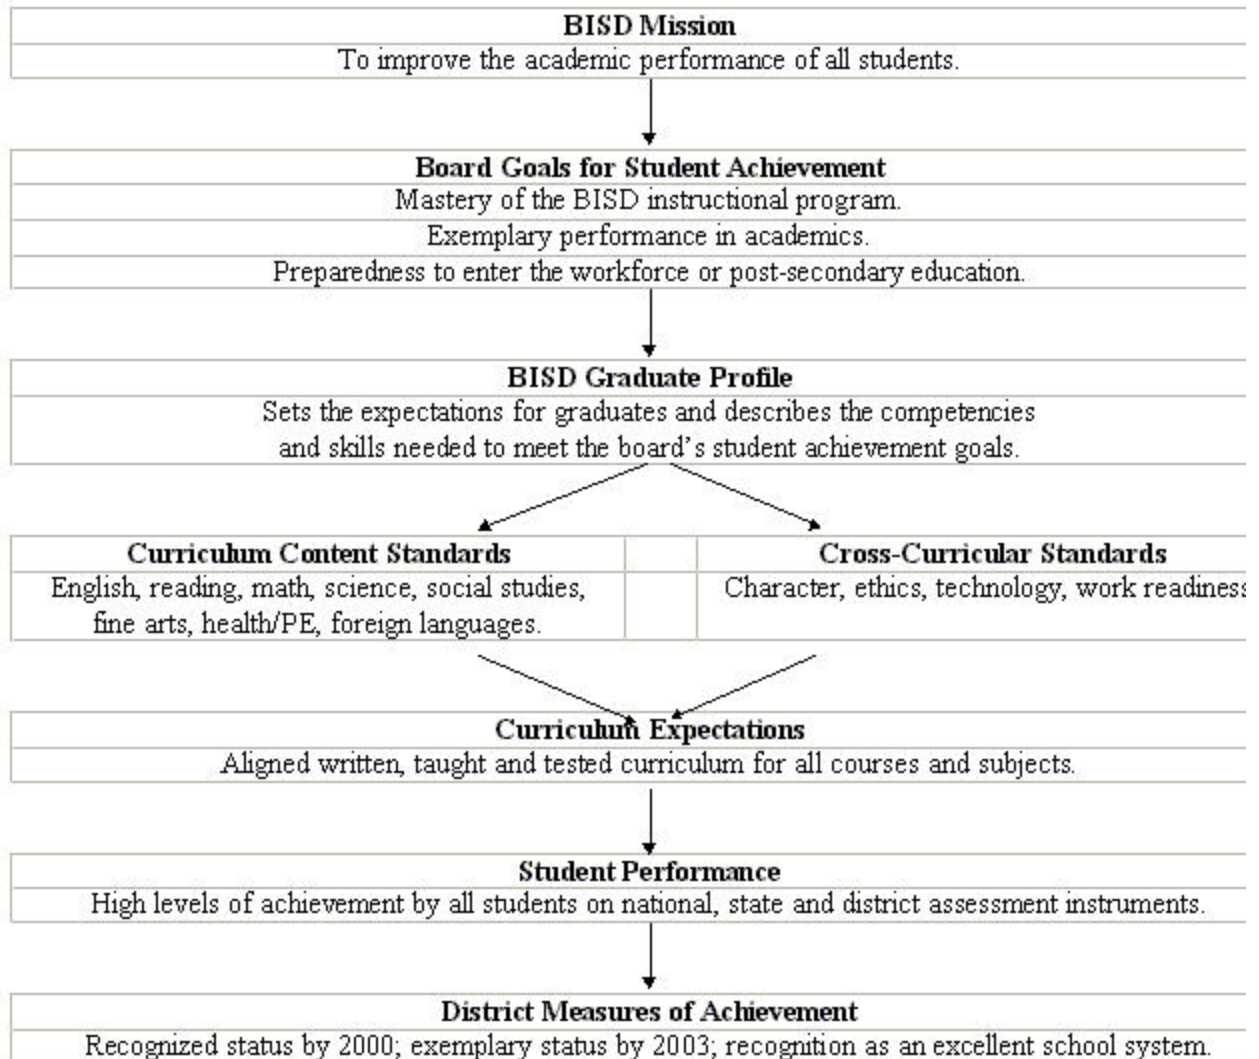 BISD Mission
To improve the academic performance of all students.
Board Goals for Student Achievement
Mastery of the BISD instructional program.
Exemplary performance in academics.
Preparedness to enter the workforce or post-secondary education.
BISD Graduate Profile
Sets the expectations for graduates and describes the competencies
and skills needed to meet the board's student achievement goals.
Curriculum Content Standards
English, reading, math, science, social studies,
fine arts, health/PE, foreign languages.
Cross-Curricular Standards
Character, ethics, technology, work readiness
Curriculum Expectations
Aligned written, taught and tested curriculum for all courses and subjects.
Student Performance
High levels of achievement by all students on national, state and district assessment instruments.
District Measures of Achievement
Recognized status by 2000; exemplary status by 2003; recognition as an excellent school system.